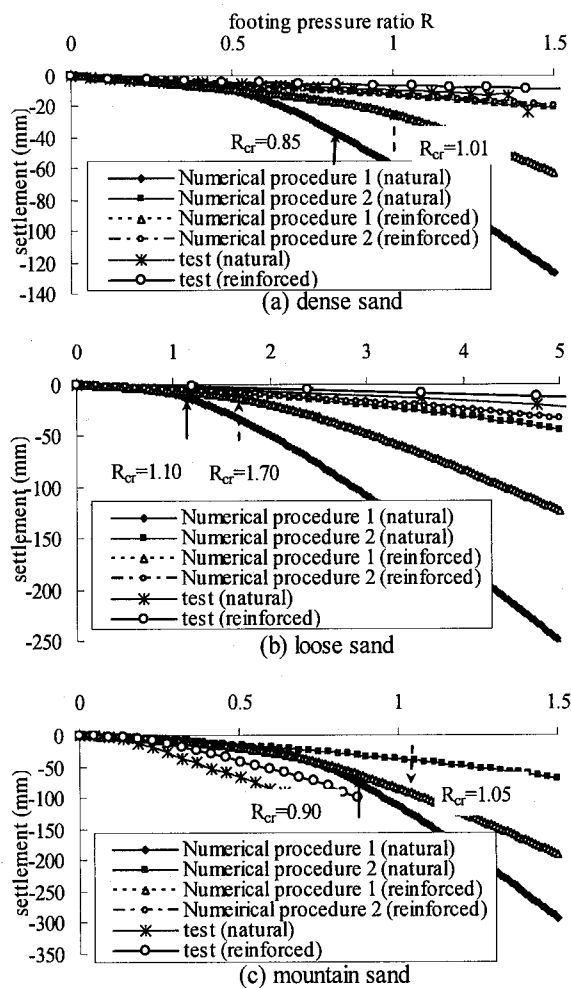 footing pressure ratio R
0 0.5 1 1.5
0
-20
-40
-60
-80
-100
-120
-140
settlement (mm)
Rcr=0.85
Rcr=1.01
Numerical procedure 1 (natural)
Numerical procedure 2 (natural)
Numerical procedure 1 (reinforced)
Numerical procedure 2 (reinforced)
test (natural)
test (reinforced)
(a) dense sand
0 1 2 3 4 5
0
-50
-100
-150
-200
-250
settlement (mm)
Rcr=1.10
Rcr=1.70
Numerical procedure 1 (natural)
Numerical procedure 2 (natural)
Numerical procedure 1 (reinforced)
Numerical procedure 2 (reinforced)
test (natural)
test (reinforced)
(b) loose sand
0 0.5 1 1.5
0
-50
-100
-150
-200
-250
-300
-350
settlement (mm)
Rcr=0.90
Rcr=1.05
Numerical procedure 1 (natural)
Numerical procedure 2 (natural)
Numerical procedure 1 (reinforced)
Numeirical procedure 2 (reinforced)
test (natural)
test (reinforced)
(c) mountain sand